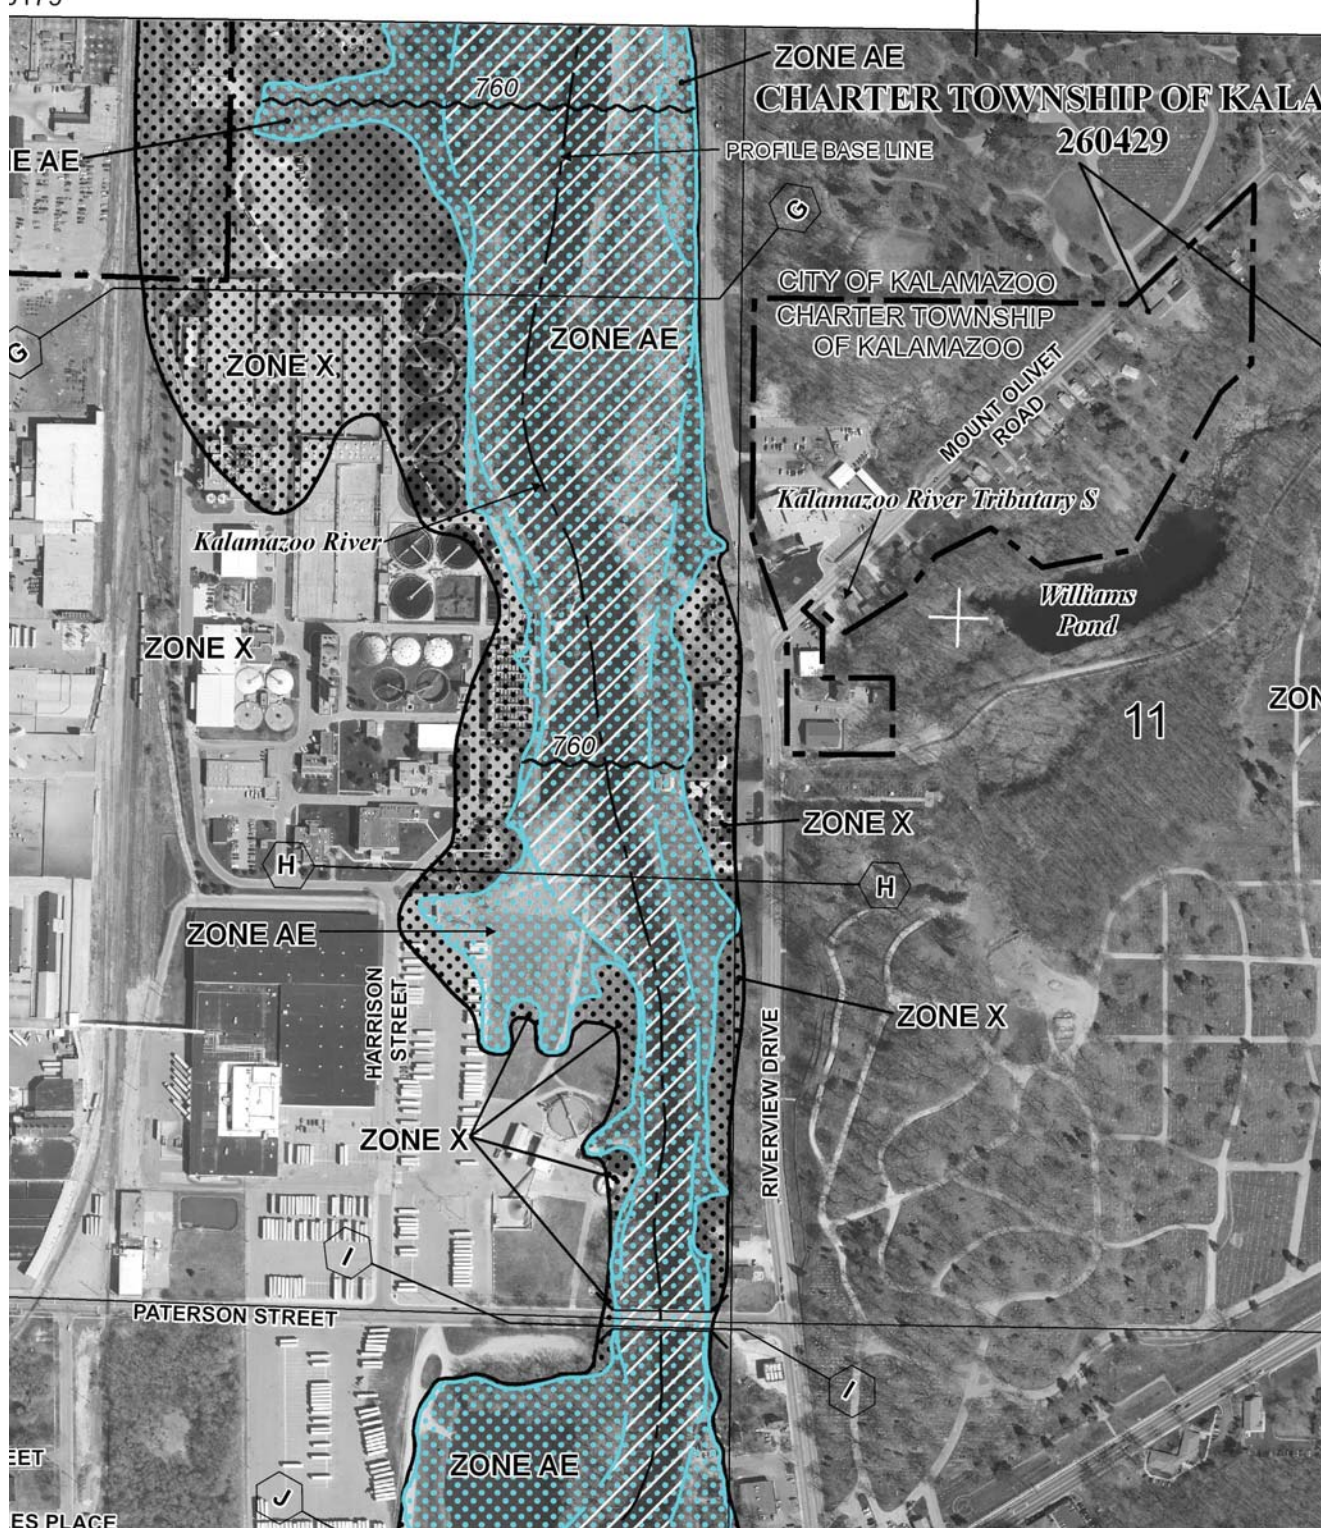 760
ZONE AE
CHARTER TOWNSHIP OF KALA
260429
NE AE
PROFILE BASE LINE
G
CITY OF KALAMAZOO
CHARTER TOWNSHIP
OF KALAMAZOO
G
ZONE X
ZONE AE
MOUNT OLIVET
ROAD
Kalamazoo River Tributary S
Kalamazoo River
Williams
Pond
ZONE X
ZON
11
760
ZONE X
H
H
ZONE AE
HARRISON
STREET
ZONE X
RIVERVIEW DRIVE
ZONE X
I
PATERSON STREET
I
ZONE AE
EET
J
ES PLACE